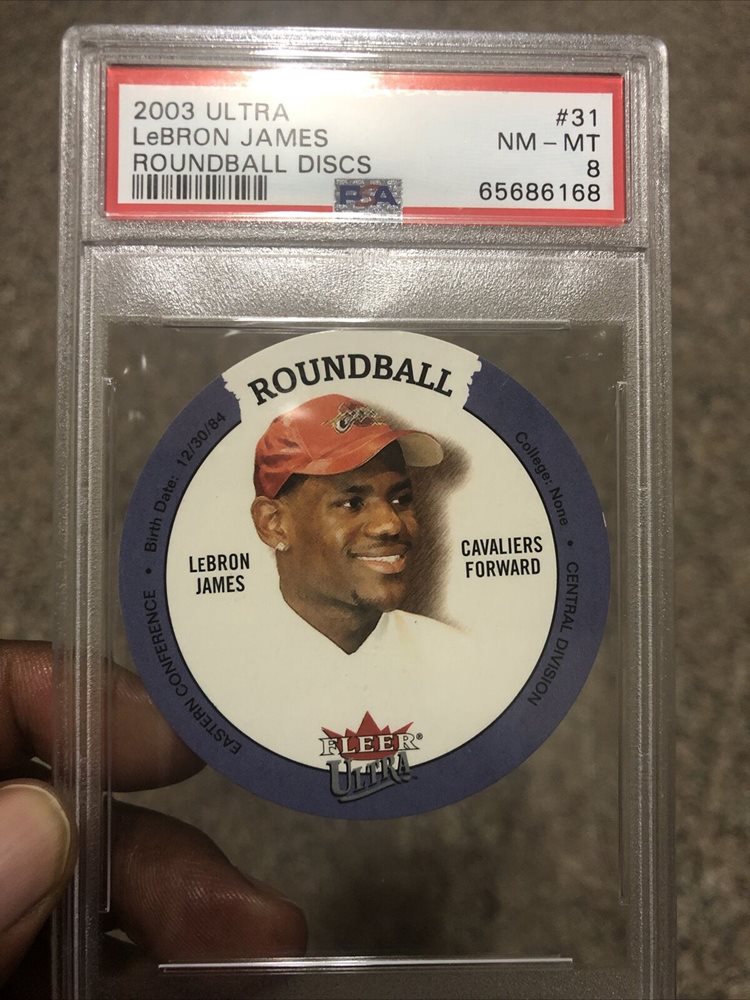 2003 ULTRA #31
LeBRON JAMES NM - MT
ROUNDBALL DISCS 8
PSA 65686168
ROUNDBALL
EASTERN CONFERENCE • Birth Date: 12/30/84
College: None • CENTRAL DIVISION
LeBRON
JAMES
CAVALIERS
FORWARD
FLEER®
ULTRA